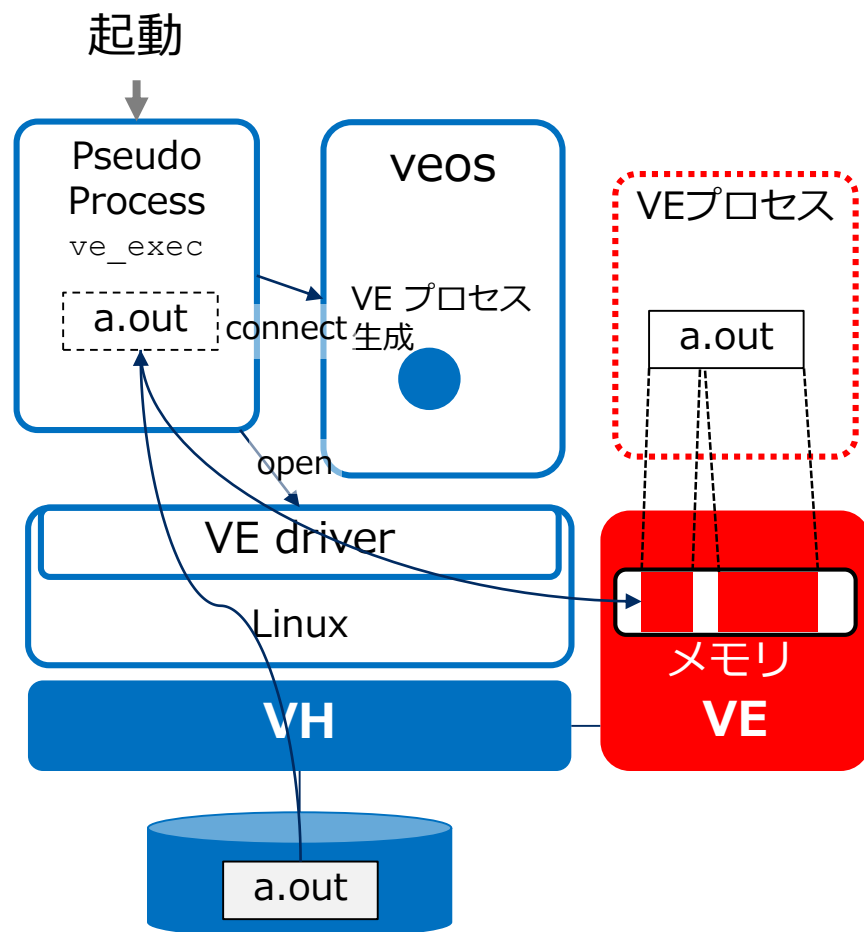 起動
Pseudo
Process
ve_exec
a.out
connect
veos
VE プロセス
生成
VEプロセス
a.out
open
VE driver
Linux
メモリ
VH
VE
a.out